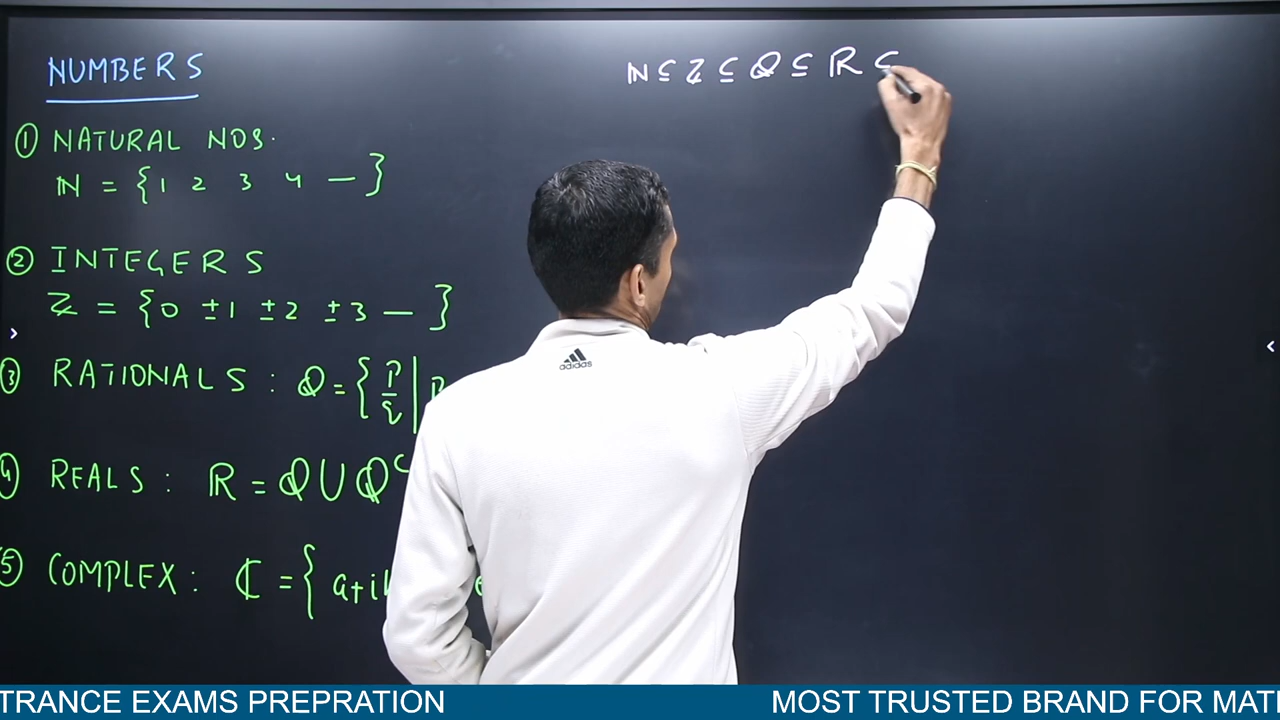 NUMBERS
① NATURAL NOS.
ℕ = {1 2 3 4 —}
② INTEGERS
ℤ = {0 ±1 ±2 ±3 — }
③ RATIONALS : ℚ = { p/q |
④ REALS : ℝ = ℚ ∪ ℚᶜ
⑤ COMPLEX : ℂ = { a+i
ℕ ⊆ ℤ ⊆ ℚ ⊆ ℝ ⊆
adidas
TRANCE EXAMS PREPRATION
MOST TRUSTED BRAND FOR MAT